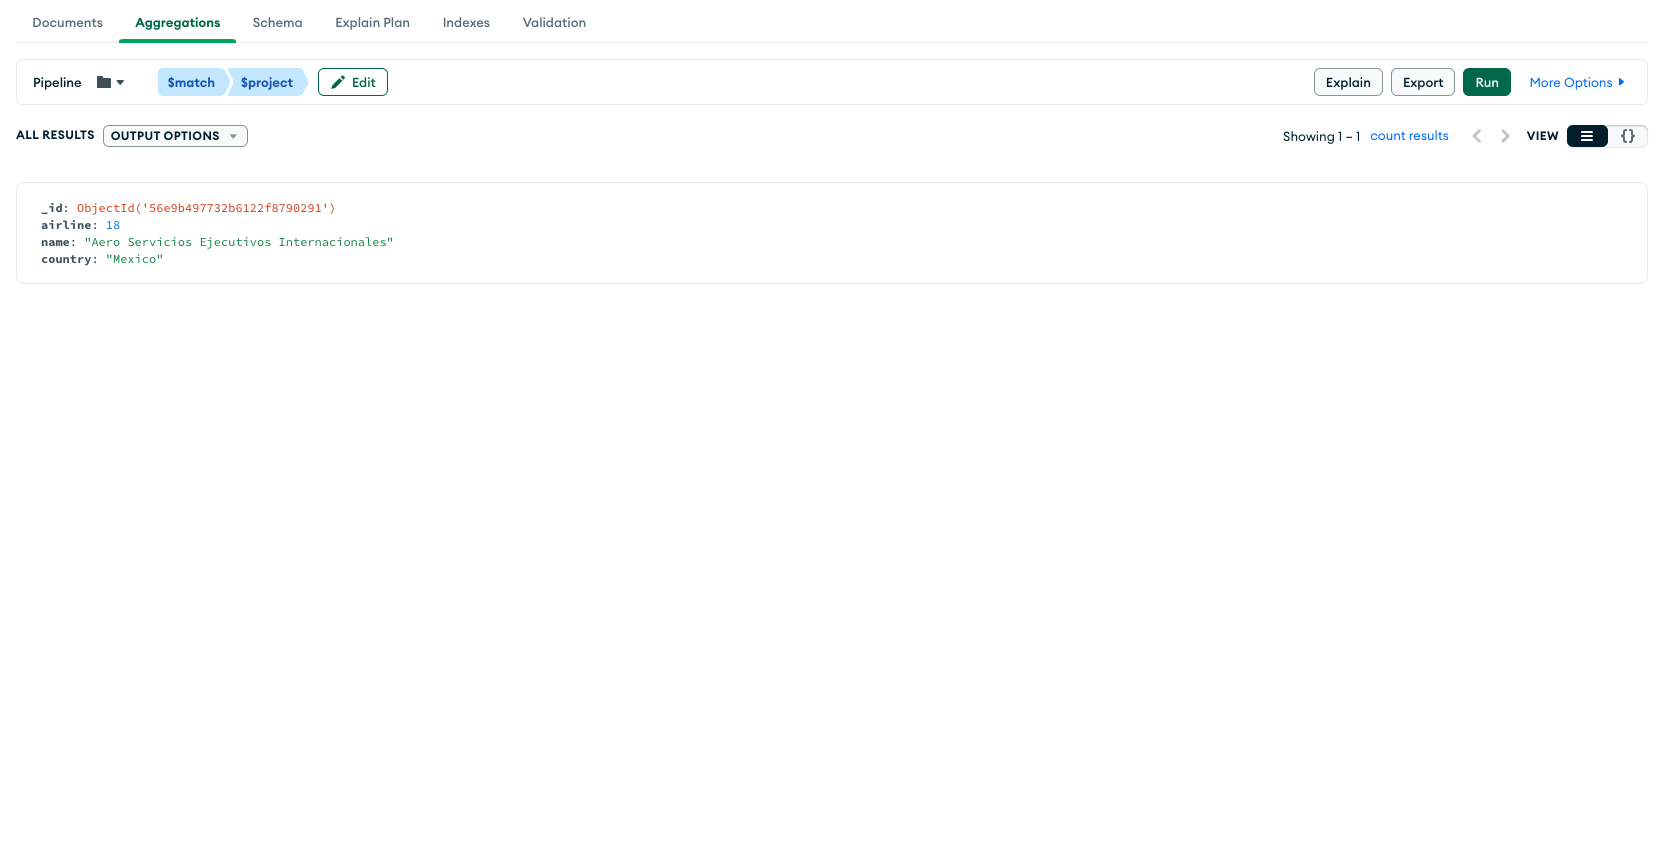 Documents Aggregations Schema Explain Plan Indexes Validation
Pipeline $match $project Edit Explain Export Run More Options
ALL RESULTS OUTPUT OPTIONS Showing 1 – 1 count results VIEW {}
_id: ObjectId('56e9b497732b6122f8790291')
airline: 18
name: "Aero Servicios Ejecutivos Internacionales"
country: "Mexico"